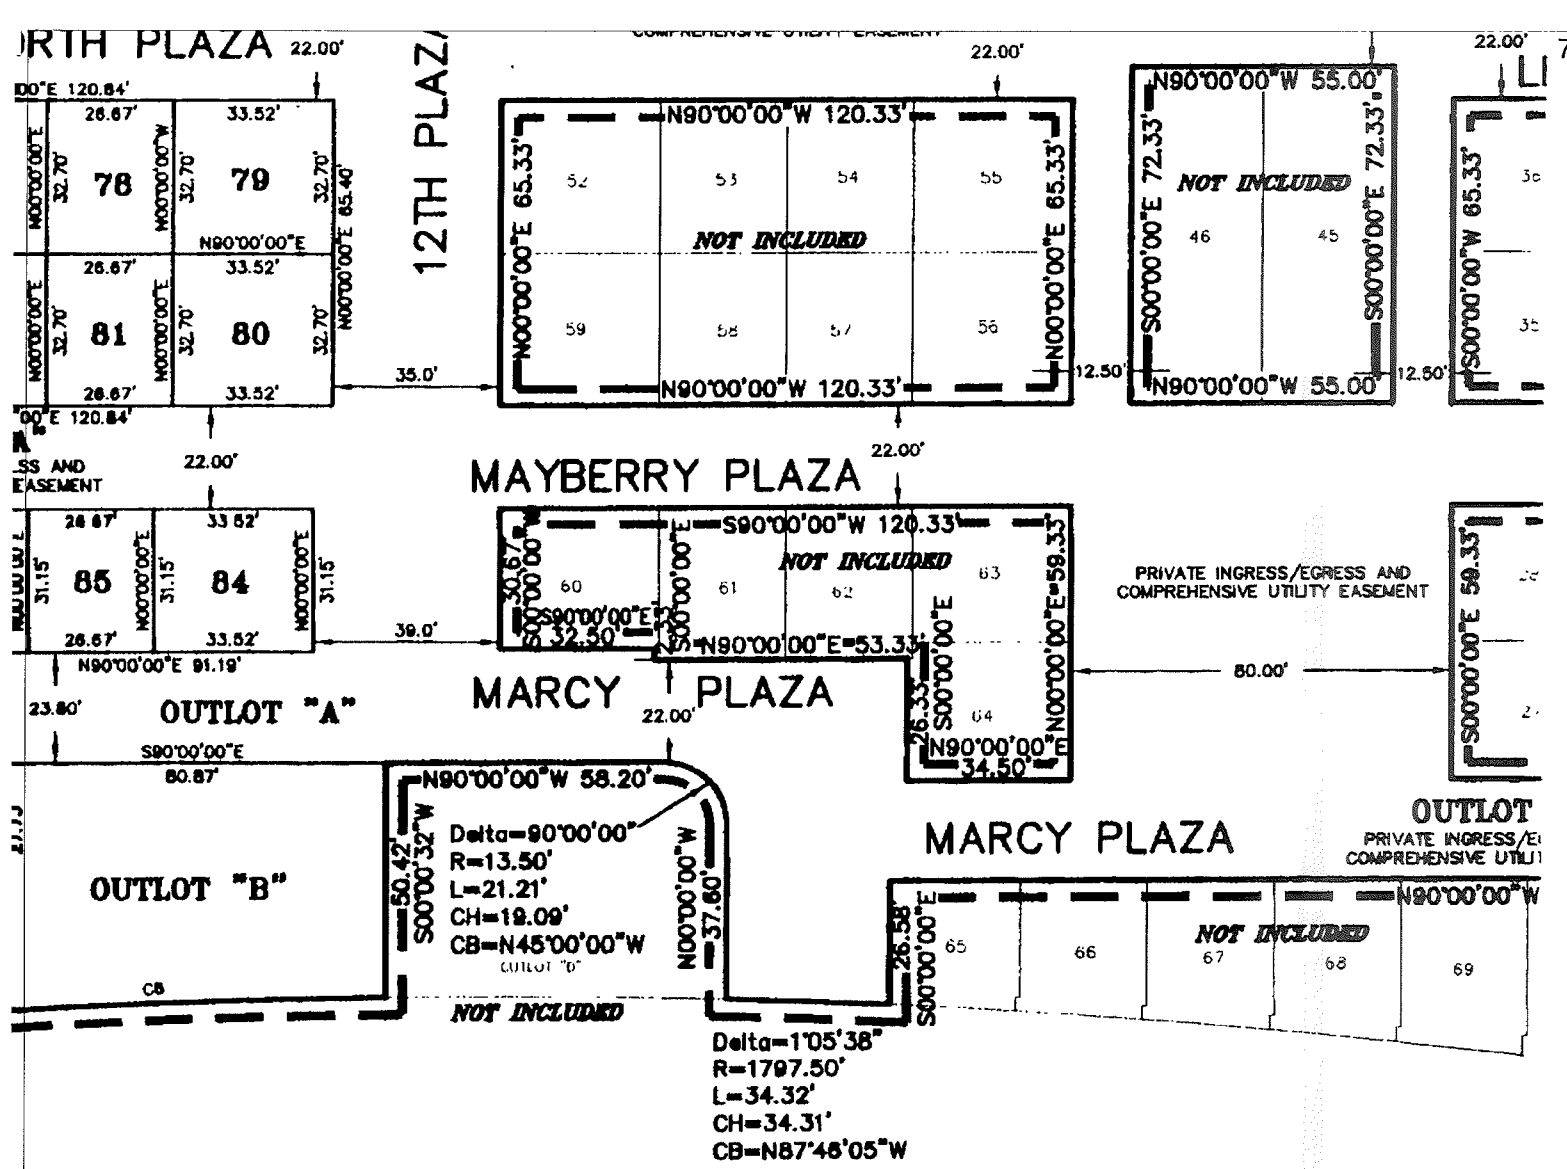 RTH PLAZA
22.00'
12TH PLAZA
22.00'
22.00'
00"E 120.84'
26.67'
33.52'
N00°00'00"E
32.70'
78
N00°00'00"W
32.70'
79
32.70'
N00°00'00"E 65.40'
N90°00'00"E
26.67'
33.52'
N00°00'00"E
32.70'
81
N00°00'00"E
32.70'
80
32.70'
26.67'
33.52'
"00"E 120.84'
35.0'
N90°00'00"W 120.33'
N00°00'00"E 65.33'
52
53
54
55
NOT INCLUDED
59
58
57
56
N00°00'00"E 65.33'
N90°00'00"W 120.33'
12.50'
N90°00'00"W 55.00'
S00°00'00"E 72.33'
NOT INCLUDED
46
45
S00°00'00"E 72.33'
N90°00'00"W 55.00'
12.50'
S00°00'00"W 65.33'
36
35
SS AND
EASEMENT
22.00'
MAYBERRY PLAZA
22.00'
26.67'
33.52'
31.15'
85
N00°00'00"E
31.15'
84
N00°00'00"E
31.15'
26.67'
33.52'
N90°00'00"E 91.19'
39.0'
S90°00'00"W 120.33'
30.67'
S00°00'00"W
60
S90°00'00"E
32.50'
S00°00'00"E
NOT INCLUDED
61
62
63
N90°00'00"E=53.33'
S00°00'00"E
26.33'
N00°00'00"E=59.33'
64
N90°00'00"E
34.50'
PRIVATE INGRESS/EGRESS AND
COMPREHENSIVE UTILITY EASEMENT
80.00'
S00°00'00"E 59.33'
23.80'
OUTLOT "A"
MARCY PLAZA
22.00'
S90°00'00"E
80.87'
OUTLOT "B"
CB
N90°00'00"W 58.20'
50.42'
S00°00'32"W
Delta=90°00'00"
R=13.50'
L=21.21'
CH=19.09'
CB=N45°00'00"W
NOT INCLUDED
N00°00'00"W
37.60'
MARCY PLAZA
OUTLOT
PRIVATE INGRESS/E
COMPREHENSIVE UTILI
26.58'
S00°00'00"E
N90°00'00"W
NOT INCLUDED
65
66
67
68
69
Delta=1°05'38"
R=1797.50'
L=34.32'
CH=34.31'
CB=N87°46'05"W